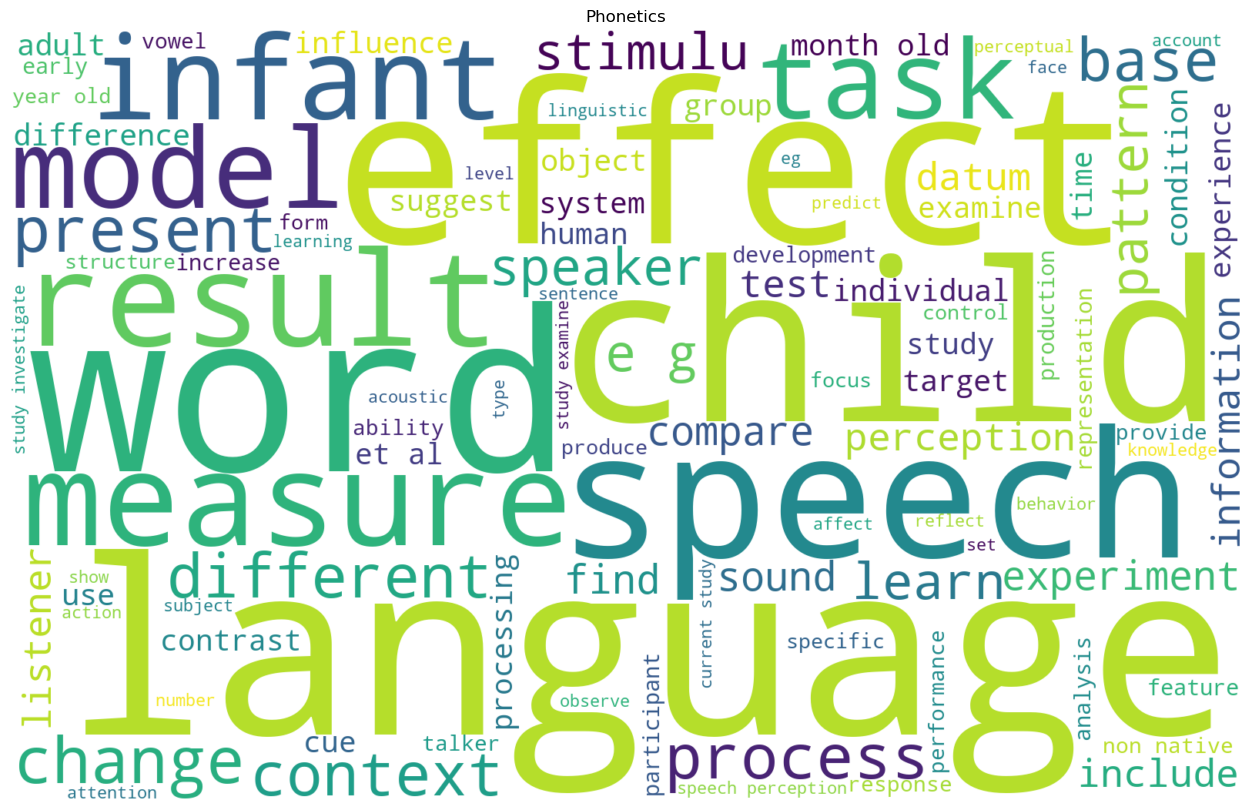 Phonetics
adult
vowel
influence
stimulu
month old
perceptual
account
early
infant
task
face
base
year old
linguistic
group
difference
effect
pattern
condition
experience
model
level
object
eg
datum
time
suggest
system
predict
examine
present
form
human
learning
structure
increase
speaker
development
result
sentence
test
individual
child
production
study investigate
word
study examine
e g
control
study
representation
information
type
acoustic
focus
target
ability
et al
produce
compare
perception
provide
knowledge
measure
speech
behavior
affect
reflect
set
listener
show
use
action
different
subject
processing
find
current study
sound
learn
experiment
language
contrast
specific
number
observe
participant
performance
analysis
feature
change
cue
talker
context
process
non native
include
attention
speech perception
response